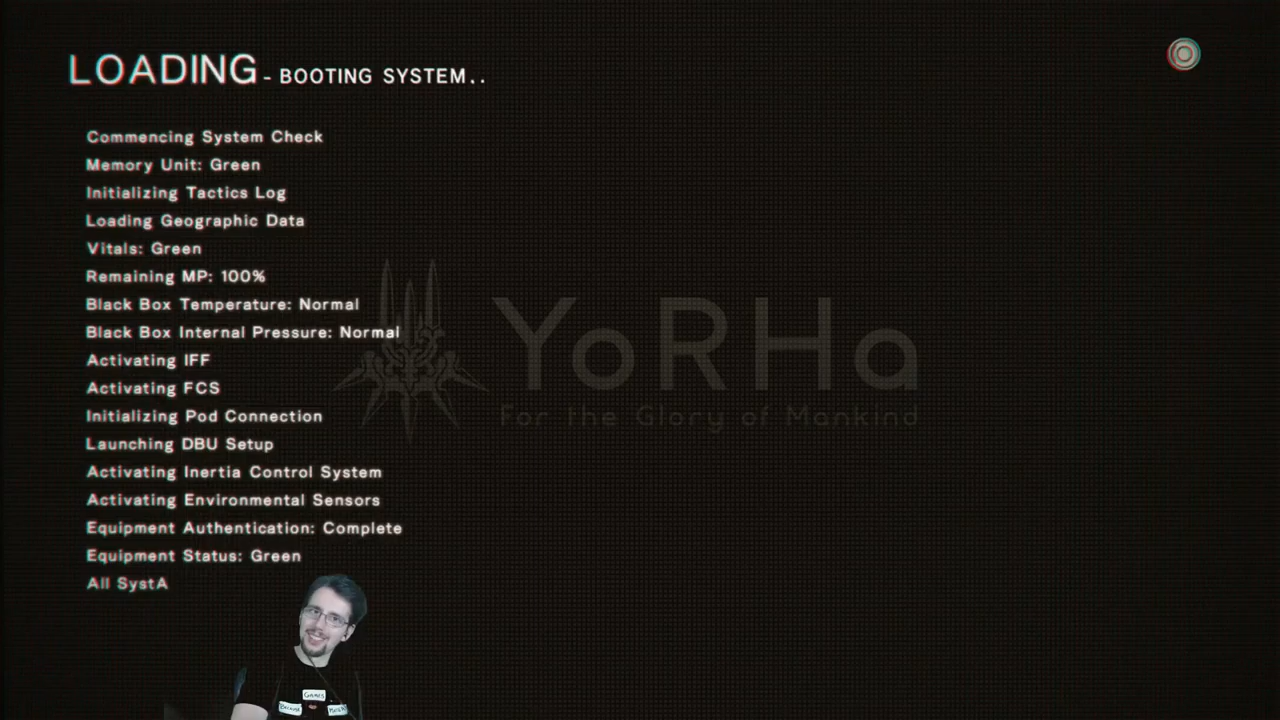 LOADING - BOOTING SYSTEM..
Commencing System Check
Memory Unit: Green
Initializing Tactics Log
Loading Geographic Data
Vitals: Green
Remaining MP: 100%
Black Box Temperature: Normal
Black Box Internal Pressure: Normal
Activating IFF
Activating FCS
Initializing Pod Connection
Launching DBU Setup
Activating Inertia Control System
Activating Environmental Sensors
Equipment Authentication: Complete
Equipment Status: Green
All SystA
YoRHa
For the Glory of Mankind
GAMES